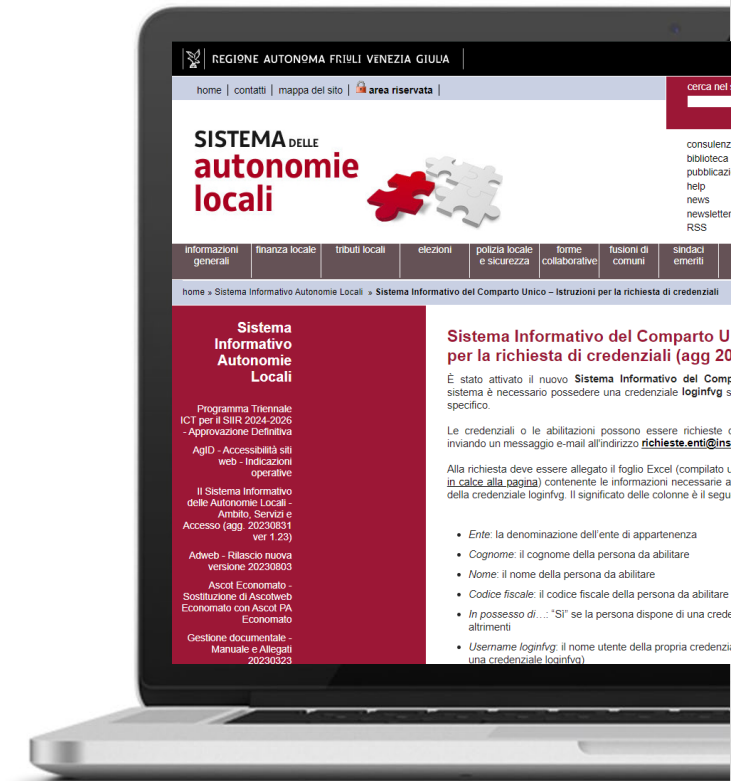 REGIONE AUTONOMA FRIULI VENEZIA GIULIA
home | contatti | mappa del sito | area riservata |
cerca nel
SISTEMA DELLE
autonomie
locali
consulenz
biblioteca
pubblicazi
help
news
newsletter
RSS
informazioni generali
finanza locale
tributi locali
elezioni
polizia locale e sicurezza
forme collaborative
fusioni di comuni
sindaci emeriti
home » Sistema Informativo Autonomie Locali » Sistema Informativo del Comparto Unico – Istruzioni per la richiesta di credenziali
Sistema
Informativo
Autonomie
Locali
Programma Triennale
ICT per il SIIR 2024-2026
- Approvazione Definitiva
AgID - Accessibilità siti
web - Indicazioni
operative
Il Sistema Informativo
delle Autonomie Locali -
Ambito, Servizi e
Accesso (agg. 20230831
ver 1.23)
Adweb - Rilascio nuova
versione 20230803
Ascot Economato -
Sostituzione di Ascotweb
Economato con Ascot PA
Economato
Gestione documentale -
Manuale e Allegati
20230323
Sistema Informativo del Comparto U
per la richiesta di credenziali (agg 20
È stato attivato il nuovo Sistema Informativo del Comp
sistema è necessario possedere una credenziale loginfvg s
specifico.
Le credenziali o le abilitazioni possono essere richieste
inviando un messaggio e-mail all'indirizzo richieste.enti@ins
Alla richiesta deve essere allegato il foglio Excel (compilato u
in calce alla pagina) contenente le informazioni necessarie a
della credenziale loginfvg. Il significato delle colonne è il segu
• Ente: la denominazione dell'ente di appartenenza
• Cognome: il cognome della persona da abilitare
• Nome: il nome della persona da abilitare
• Codice fiscale: il codice fiscale della persona da abilitare
• In possesso di…: “Sì” se la persona dispone di una crede
altrimenti
• Username loginfvg: il nome utente della propria credenzia
una credenziale loginfvg)